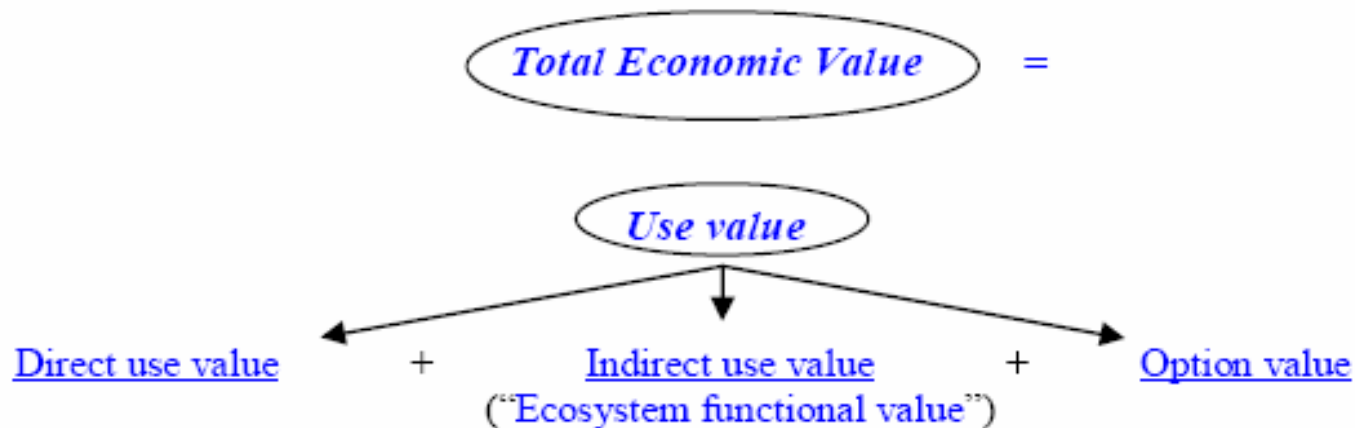 Total Economic Value =
Use value
Direct use value + Indirect use value + Option value
(“Ecosystem functional value”)